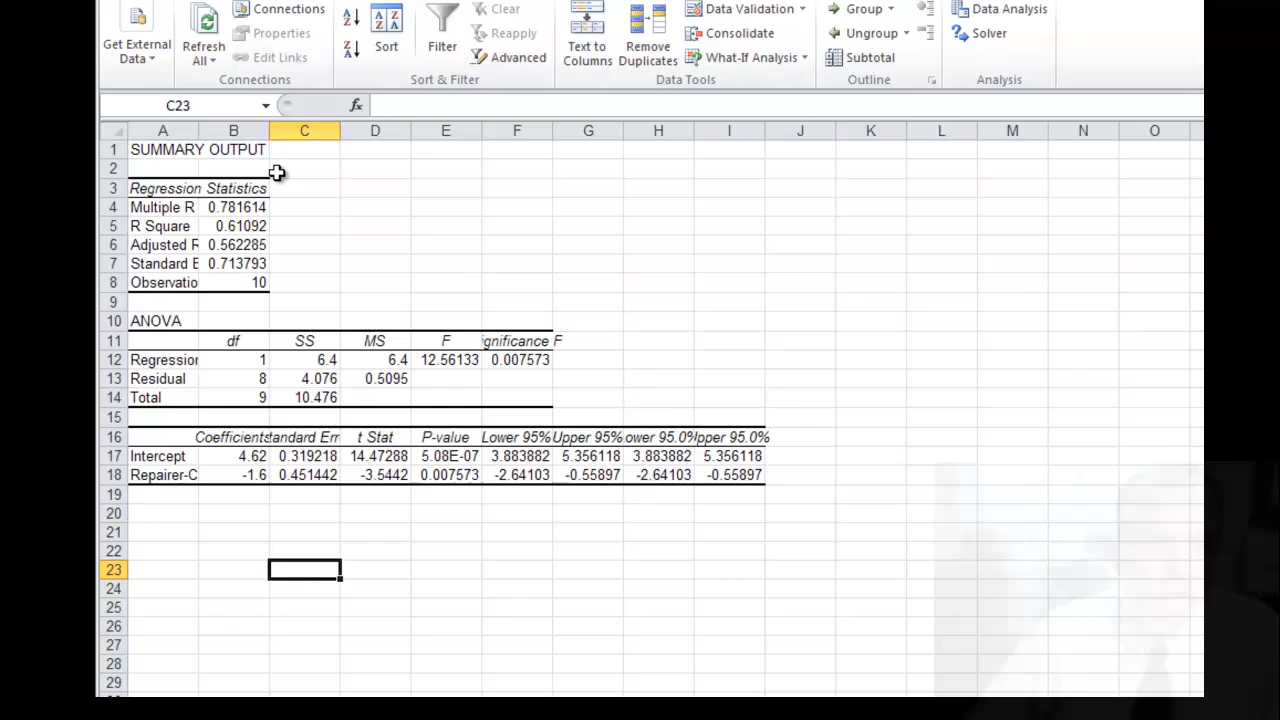 Connections Clear Data Validation Group Data Analysis
Get External Data Refresh All Properties Sort Filter Reapply Text to Columns Remove Duplicates Consolidate Ungroup Solver
Edit Links Advanced What-If Analysis Subtotal
Connections Sort & Filter Data Tools Outline Analysis
C23 fx
A B C D E F G H I J K L M N O
1 SUMMARY OUTPUT
2
3 Regression Statistics
4 Multiple R 0.781614
5 R Square 0.61092
6 Adjusted R 0.562285
7 Standard E 0.713793
8 Observatio 10
9
10 ANOVA
11 df SS MS F ignificance F
12 Regression 1 6.4 6.4 12.56133 0.007573
13 Residual 8 4.076 0.5095
14 Total 9 10.476
15
16 Coefficients tandard Err t Stat P-value Lower 95% Upper 95% ower 95.0% pper 95.0%
17 Intercept 4.62 0.319218 14.47288 5.08E-07 3.883882 5.356118 3.883882 5.356118
18 Repairer-C -1.6 0.451442 -3.5442 0.007573 -2.64103 -0.55897 -2.64103 -0.55897
19
20
21
22
23
24
25
26
27
28
29